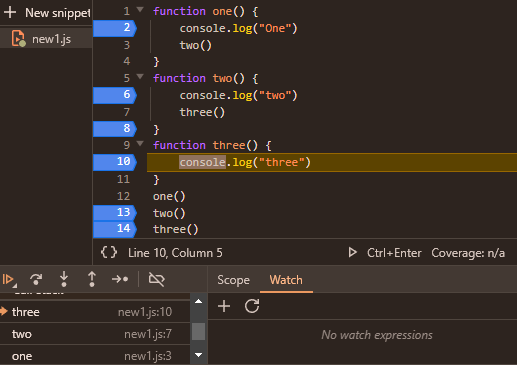 New snippet
new1.js
1 function one() {
2 console.log("One")
3 two()
4 }
5 function two() {
6 console.log("two")
7 three()
8 }
9 function three() {
10 console.log("three")
11 }
12 one()
13 two()
14 three()
{} Line 10, Column 5 Ctrl+Enter Coverage: n/a
Scope Watch
Call Stack
three new1.js:10
two new1.js:7
one new1.js:3
No watch expressions